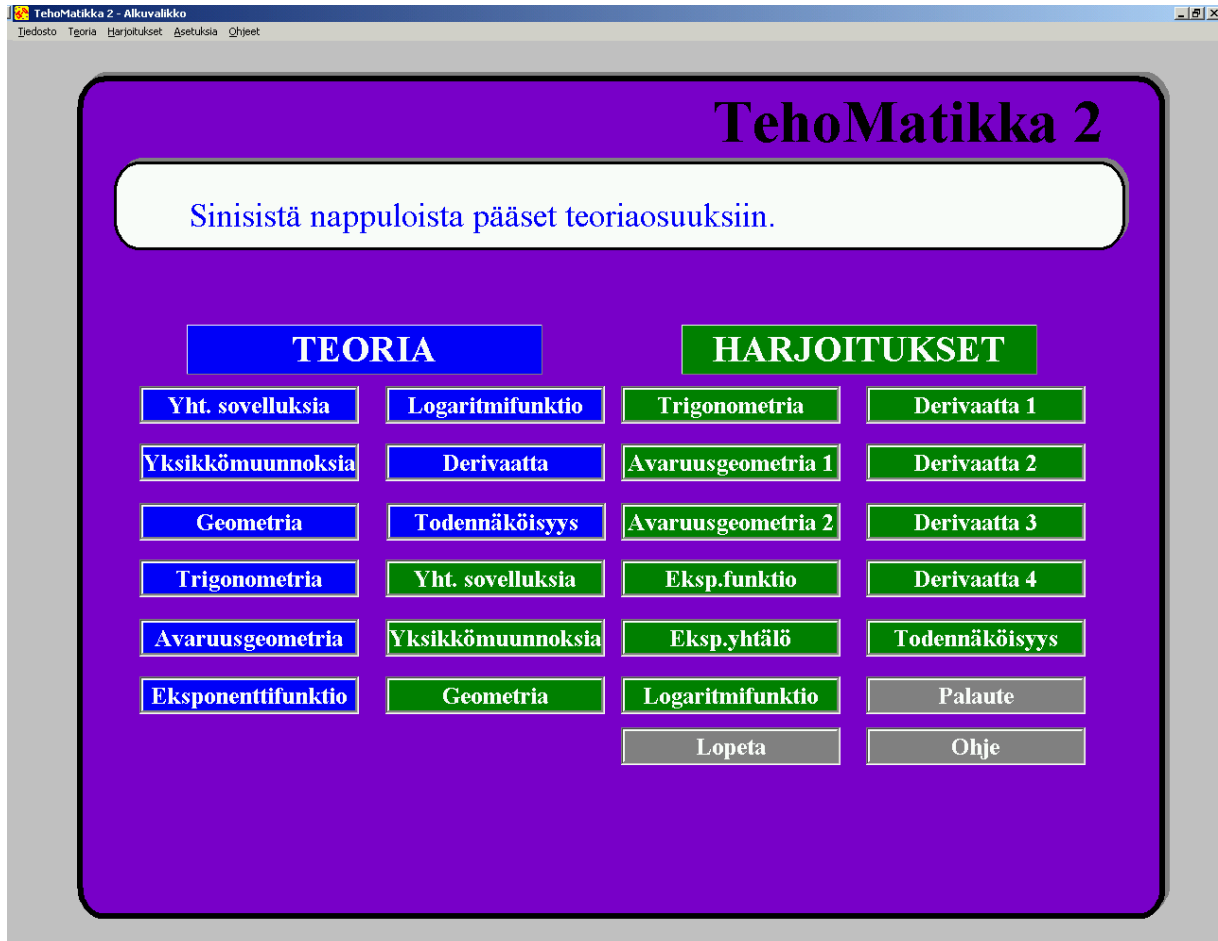 TehoMatikka 2 - Alkuvalikko
Tiedosto Teoria Harjoitukset Asetuksia Ohjeet
TehoMatikka 2
Sinisistä nappuloista pääset teoriaosuuksiin.
TEORIA HARJOITUKSET
Yht. sovelluksia Logaritmifunktio Trigonometria Derivaatta 1
Yksikkömuunnoksia Derivaatta Avaruusgeometria 1 Derivaatta 2
Geometria Todennäköisyys Avaruusgeometria 2 Derivaatta 3
Trigonometria Yht. sovelluksia Eksp.funktio Derivaatta 4
Avaruusgeometria Yksikkömuunnoksia Eksp.yhtälö Todennäköisyys
Eksponenttifunktio Geometria Logaritmifunktio Palaute
Lopeta Ohje